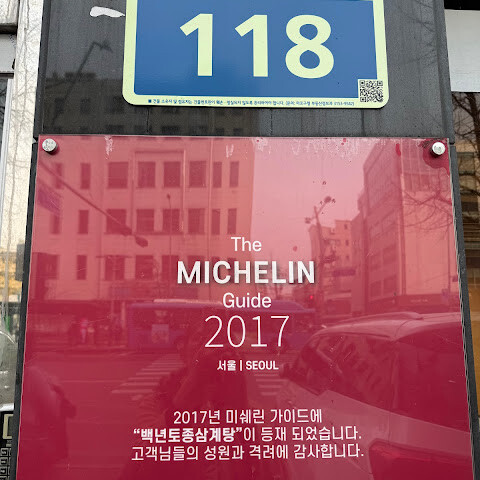 118
The
MICHELIN
Guide
2017
서울 | SEOUL
2017년 미쉐린 가이드에
“백년토종삼계탕”이 등재 되었습니다.
고객님들의 성원과 격려에 감사합니다.